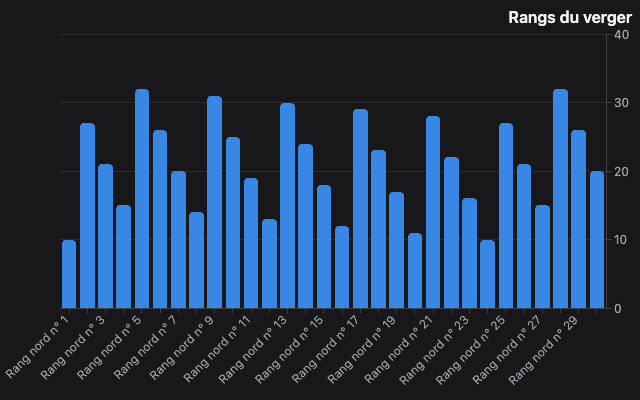 Rangs du verger
40
30
20
10
0
Rang nord n° 1
Rang nord n° 3
Rang nord n° 5
Rang nord n° 7
Rang nord n° 9
Rang nord n° 11
Rang nord n° 13
Rang nord n° 15
Rang nord n° 17
Rang nord n° 19
Rang nord n° 21
Rang nord n° 23
Rang nord n° 25
Rang nord n° 27
Rang nord n° 29